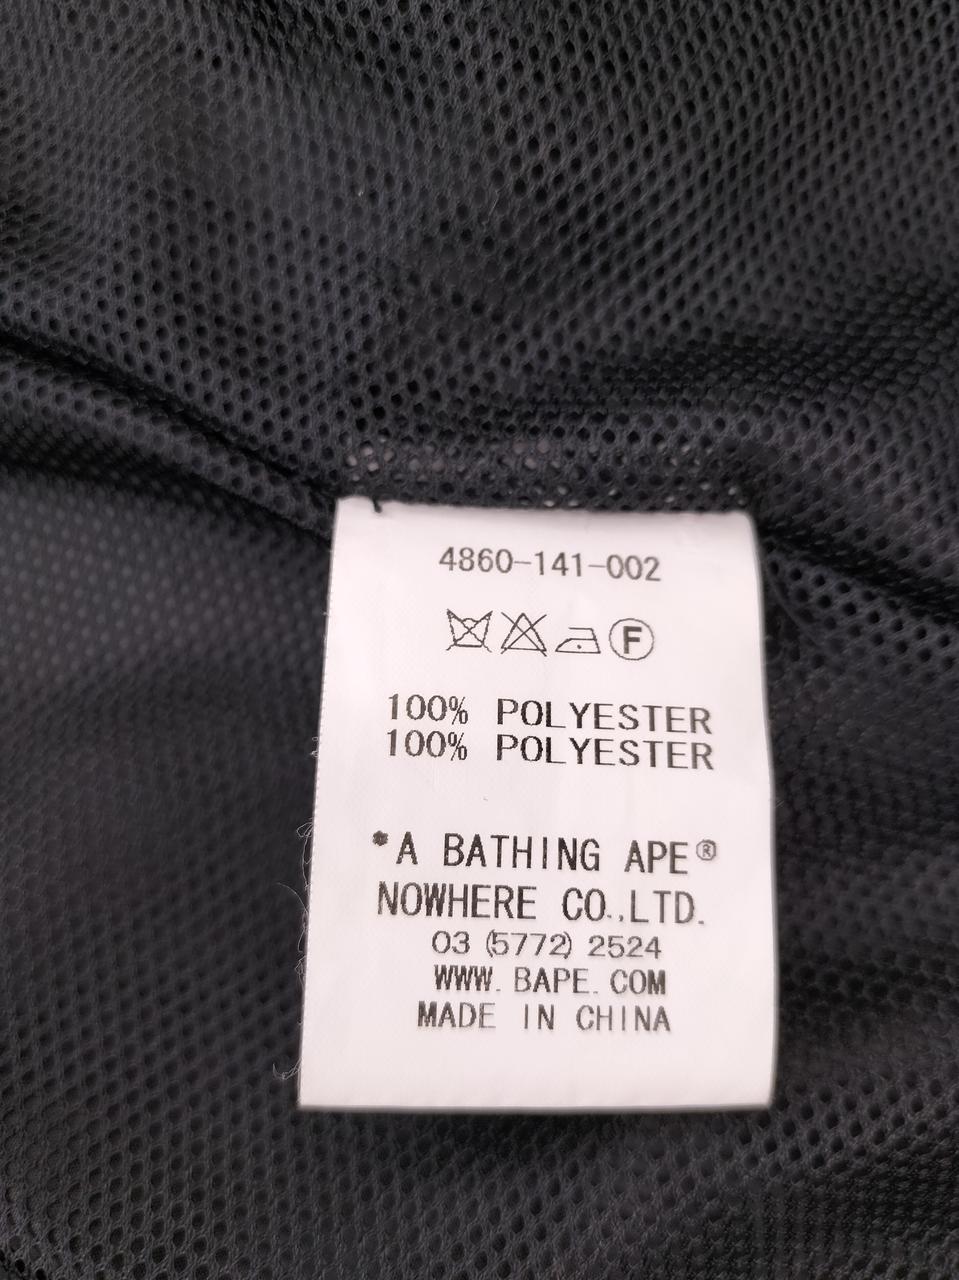 4860-141-002
F
100% POLYESTER
100% POLYESTER
*A BATHING APE®
NOWHERE CO.,LTD.
03 (5772) 2524
WWW. BAPE. COM
MADE IN CHINA